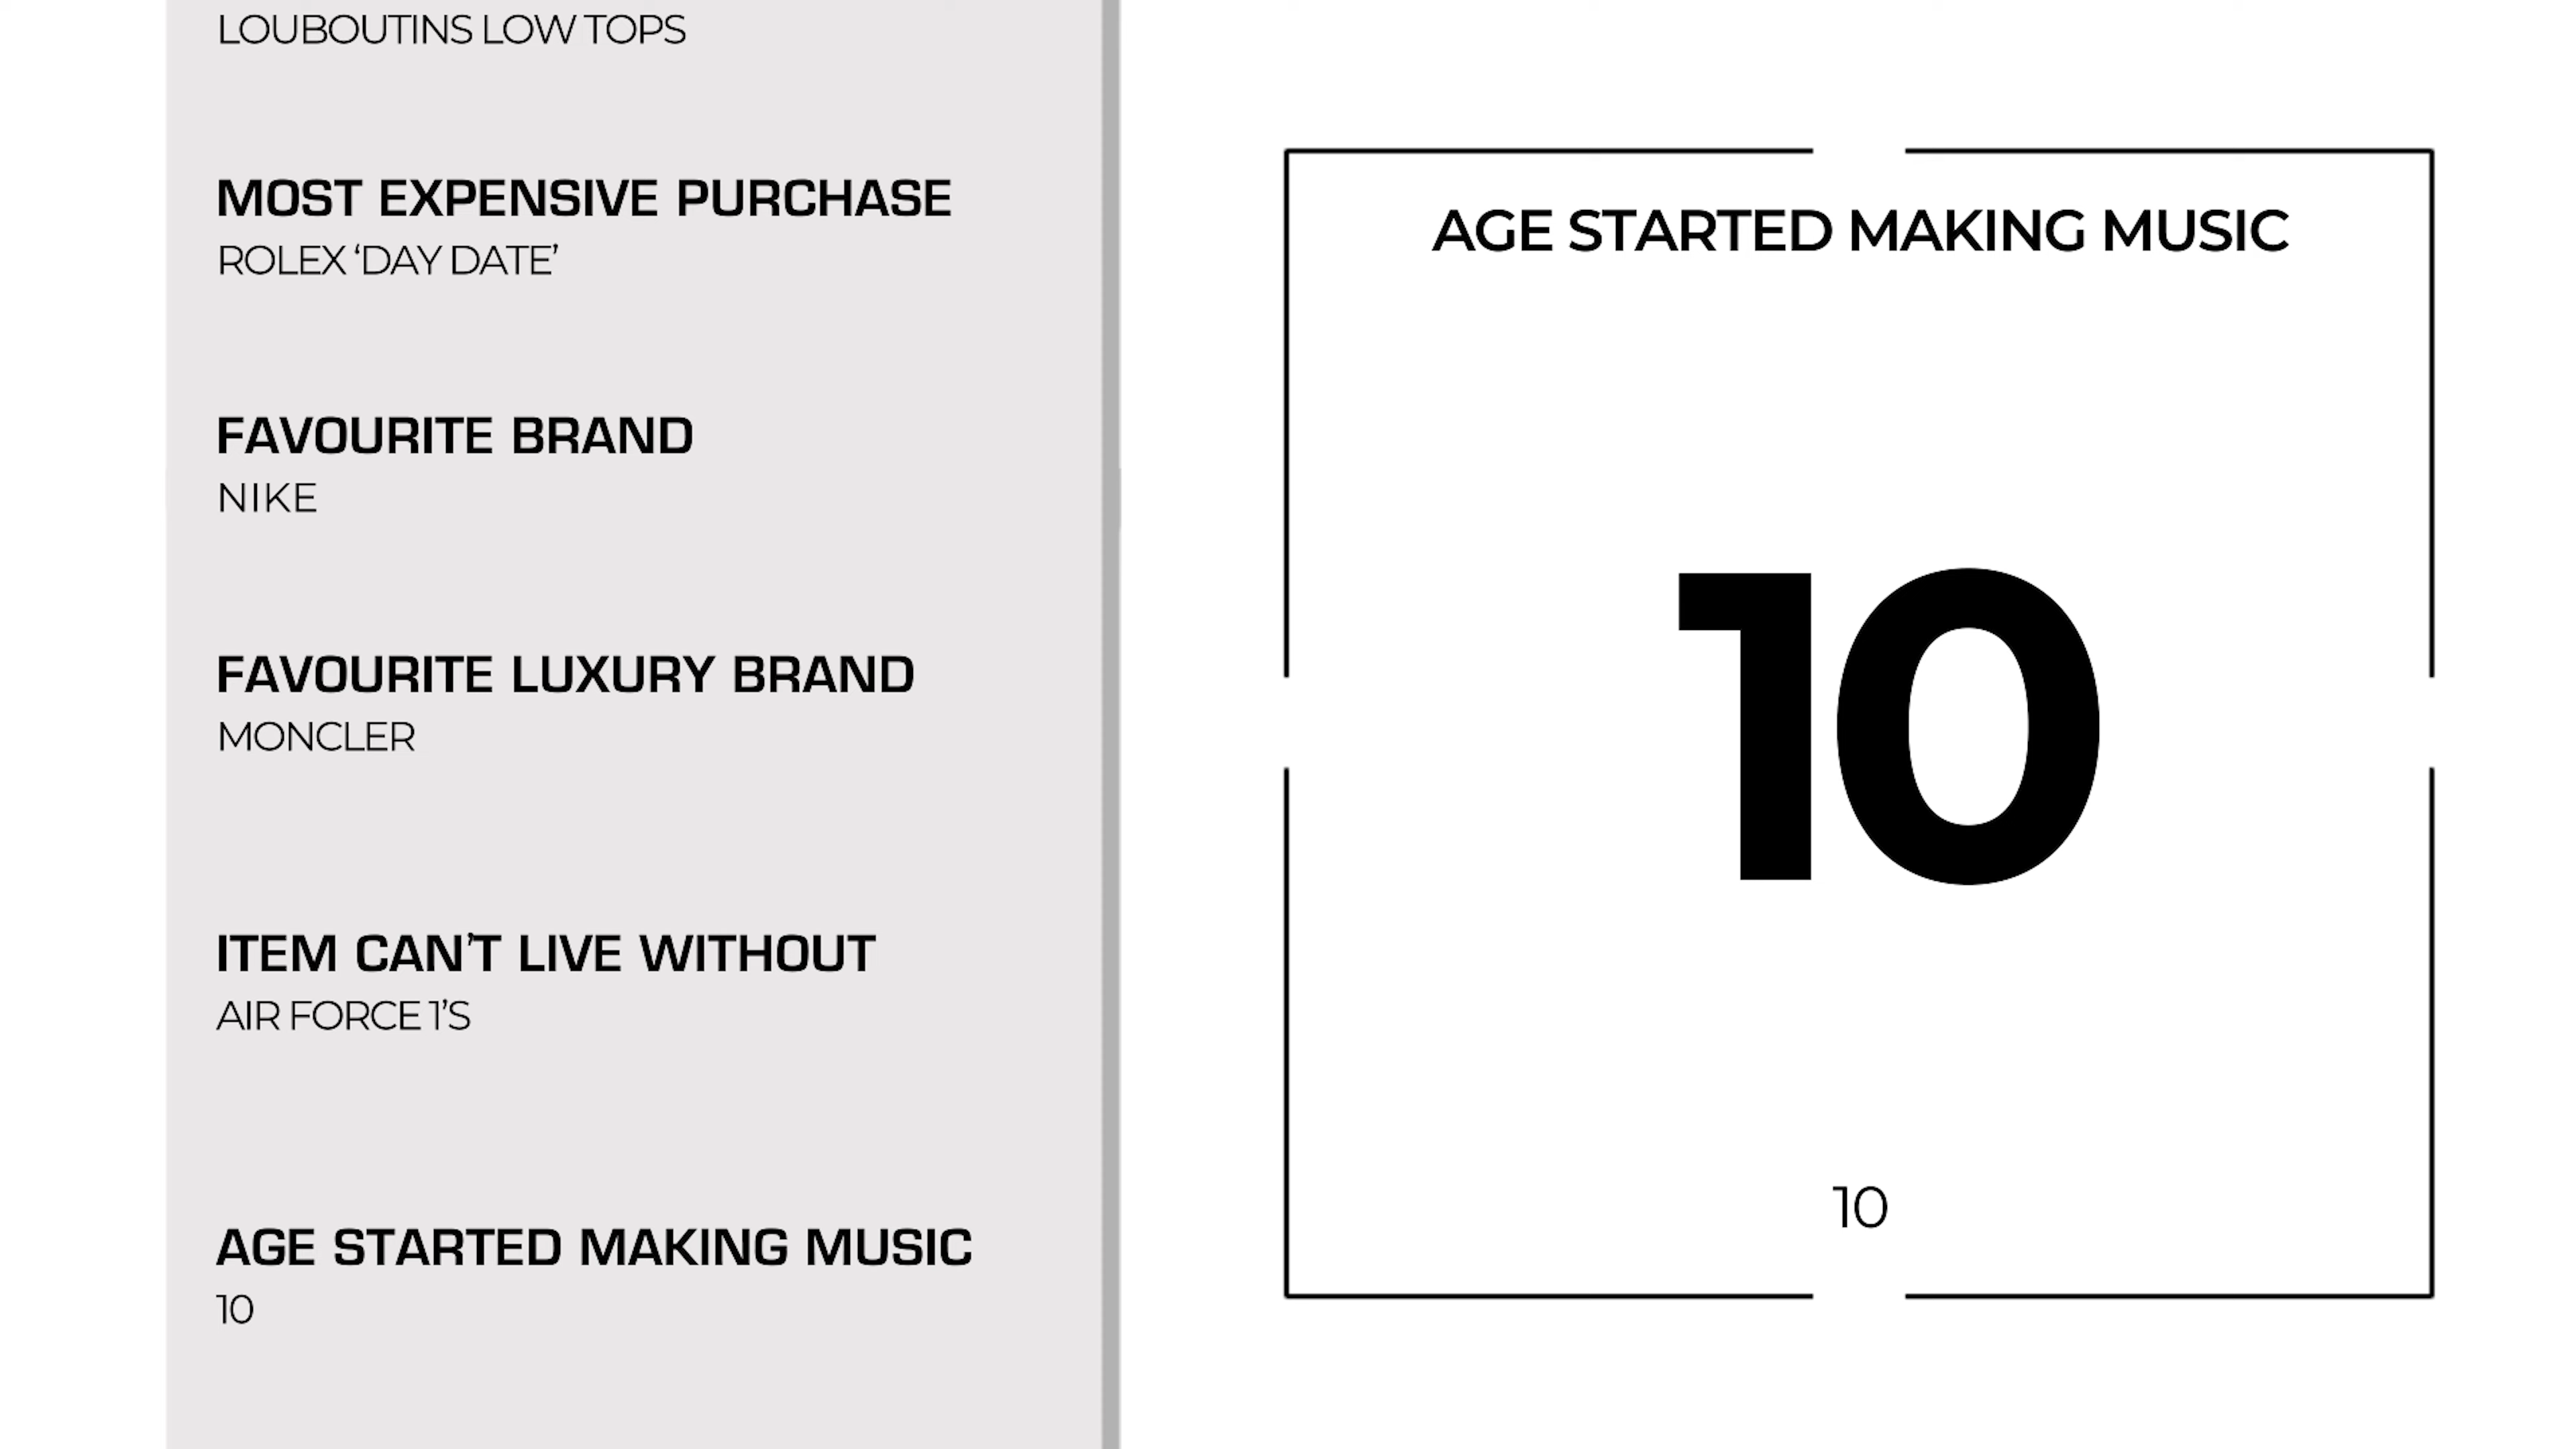 LOUBOUTINS LOW TOPS
MOST EXPENSIVE PURCHASE
ROLEX ‘DAY DATE’
FAVOURITE BRAND
NIKE
FAVOURITE LUXURY BRAND
MONCLER
ITEM CAN’T LIVE WITHOUT
AIR FORCE 1’S
AGE STARTED MAKING MUSIC
10
AGE STARTED MAKING MUSIC
10
10